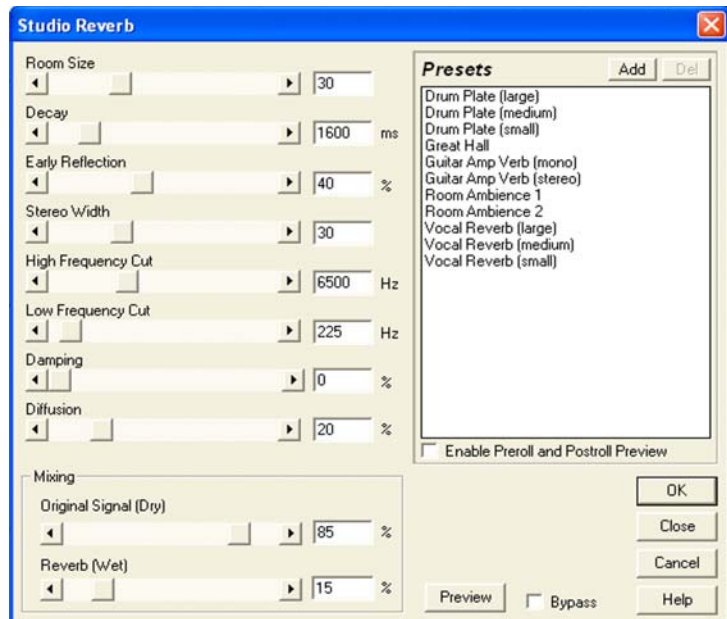 Studio Reverb
Room Size
30
Decay
1600 ms
Early Reflection
40 %
Stereo Width
30
High Frequency Cut
6500 Hz
Low Frequency Cut
225 Hz
Damping
0 %
Diffusion
20 %
Mixing
Original Signal (Dry)
85 %
Reverb (Wet)
15 %
Presets
Add Del
Drum Plate (large)
Drum Plate (medium)
Drum Plate (small)
Great Hall
Guitar Amp Verb (mono)
Guitar Amp Verb (stereo)
Room Ambience 1
Room Ambience 2
Vocal Reverb (large)
Vocal Reverb (medium)
Vocal Reverb (small)
Enable Preroll and Postroll Preview
OK
Close
Cancel
Preview Bypass Help